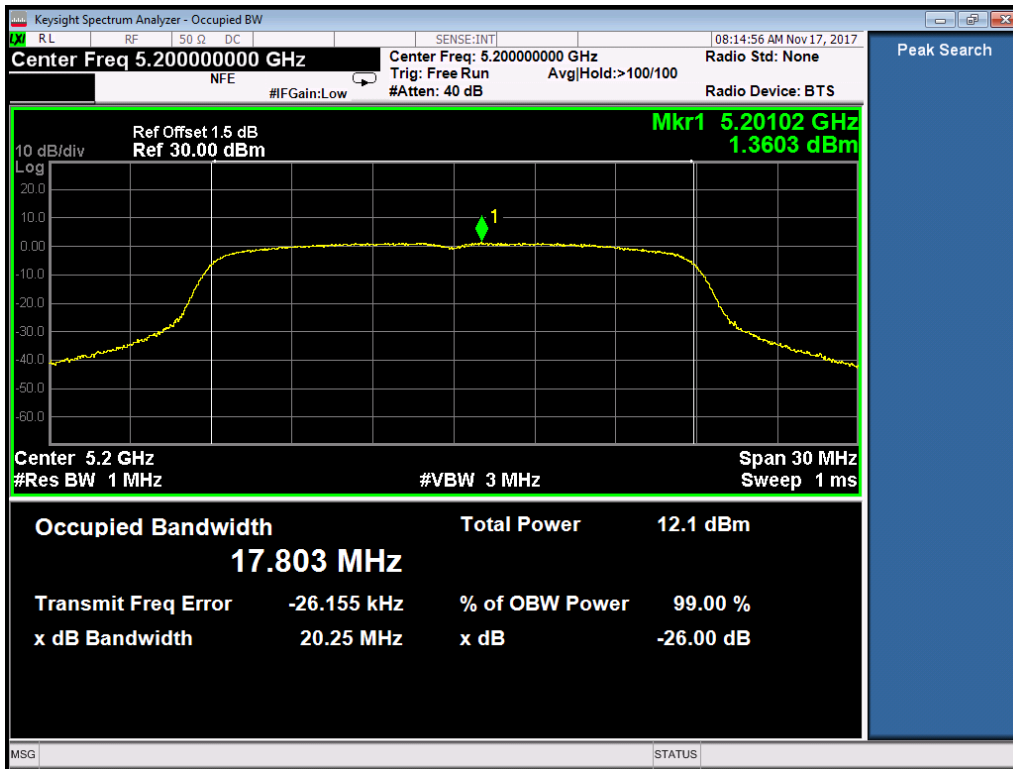 Keysight Spectrum Analyzer - Occupied BW
LXI RL RF 50 Ω DC SENSE:INT 08:14:56 AM Nov 17, 2017
Center Freq 5.200000000 GHz
NFE
#IFGain:Low
Center Freq: 5.200000000 GHz
Trig: Free Run Avg|Hold:>100/100
#Atten: 40 dB
Radio Std: None
Radio Device: BTS
Peak Search
Ref Offset 1.5 dB
10 dB/div Ref 30.00 dBm
Mkr1 5.20102 GHz
1.3603 dBm
Log
20.0
10.0
0.00
-10.0
-20.0
-30.0
-40.0
-50.0
-60.0
1
Center 5.2 GHz Span 30 MHz
#Res BW 1 MHz #VBW 3 MHz Sweep 1 ms
Occupied Bandwidth Total Power 12.1 dBm
17.803 MHz
Transmit Freq Error -26.155 kHz % of OBW Power 99.00 %
x dB Bandwidth 20.25 MHz x dB -26.00 dB
MSG STATUS